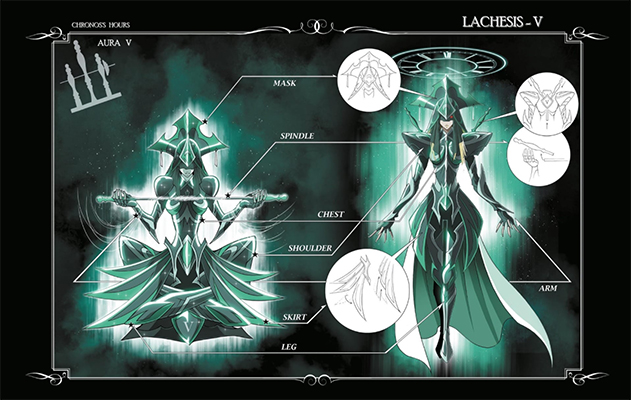 CHRONOS'S HOURS
LACHESIS - V
AURA V
MASK
SPINDLE
CHEST
SHOULDER
ARM
SKIRT
LEG
V